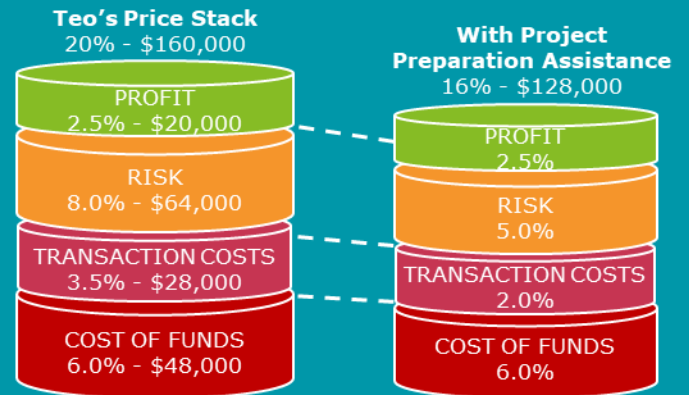 Teo's Price Stack
20% - $160,000
PROFIT
2.5% - $20,000
RISK
8.0% - $64,000
TRANSACTION COSTS
3.5% - $28,000
COST OF FUNDS
6.0% - $48,000
With Project
Preparation Assistance
16% - $128,000
PROFIT
2.5%
RISK
5.0%
TRANSACTION COSTS
2.0%
COST OF FUNDS
6.0%